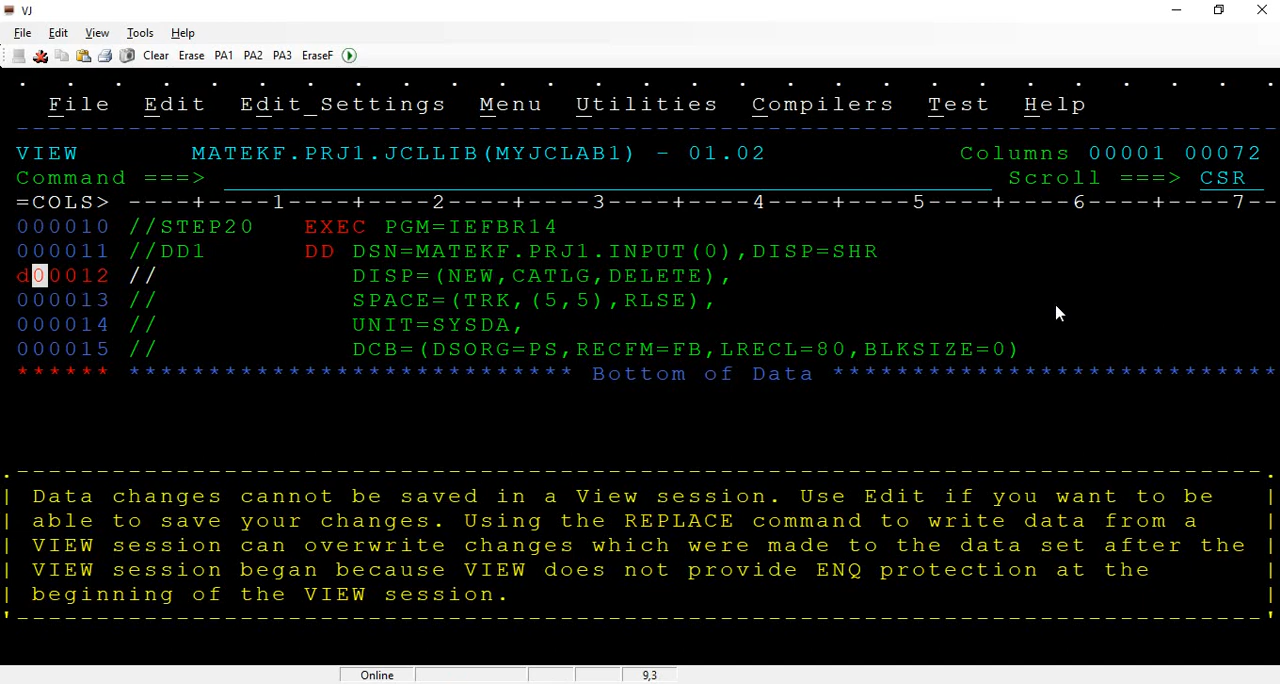 VJ
File Edit View Tools Help
Clear Erase PA1 PA2 PA3 EraseF
. . . . . . . . . . . . . . . . . . . . . . . . . . .
File Edit Edit_Settings Menu Utilities Compilers Test Help
--------------------------------------------------------------------------------
VIEW MATEKF.PRJ1.JCLLIB(MYJCLAB1) - 01.02 Columns 00001 00072
Command ===> Scroll ===> CSR
=COLS> ----+----1----+----2----+----3----+----4----+----5----+----6----+----7--
000010 //STEP20 EXEC PGM=IEFBR14
000011 //DD1 DD DSN=MATEKF.PRJ1.INPUT(0),DISP=SHR
d00012 // DISP=(NEW,CATLG,DELETE),
000013 // SPACE=(TRK,(5,5),RLSE),
000014 // UNIT=SYSDA,
000015 // DCB=(DSORG=PS,RECFM=FB,LRECL=80,BLKSIZE=0)
****** **************************** Bottom of Data ****************************
.------------------------------------------------------------------------------.
| Data changes cannot be saved in a View session. Use Edit if you want to be |
| able to save your changes. Using the REPLACE command to write data from a |
| VIEW session can overwrite changes which were made to the data set after the |
| VIEW session began because VIEW does not provide ENQ protection at the |
| beginning of the VIEW session. |
'------------------------------------------------------------------------------'
Online 9,3